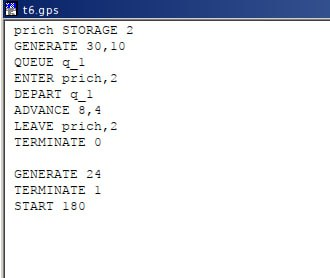 t6.gps
prich STORAGE 2
GENERATE 30,10
QUEUE q_1
ENTER prich,2
DEPART q_1
ADVANCE 8,4
LEAVE prich,2
TERMINATE 0
GENERATE 24
TERMINATE 1
START 180